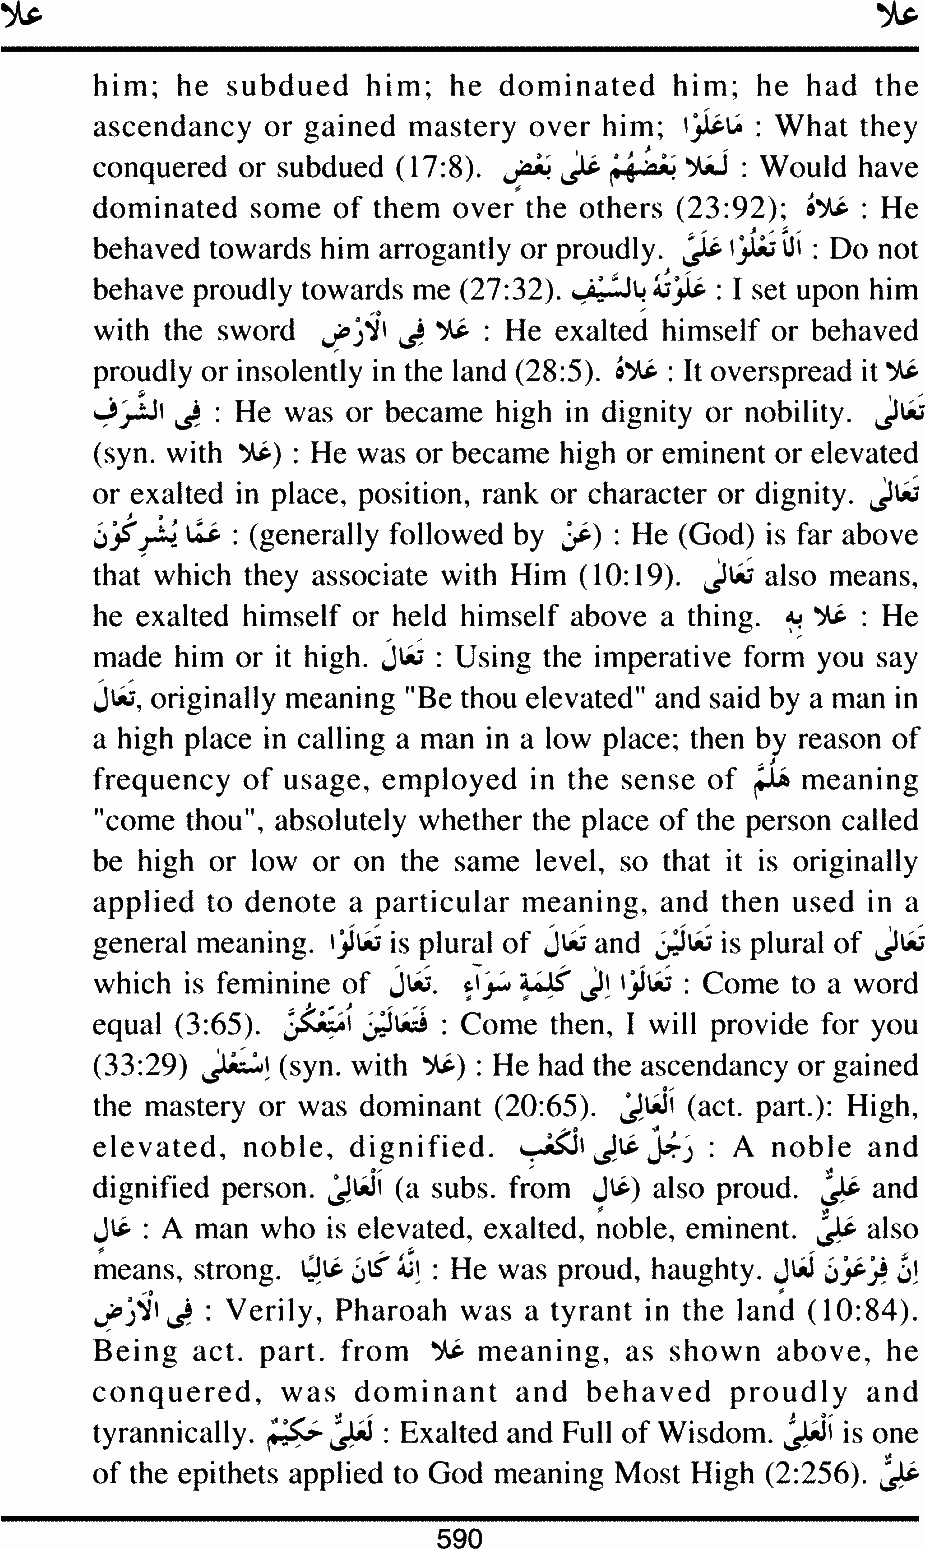 علا علا
him; he subdued him; he dominated him; he had the
ascendancy or gained mastery over him; مَاعَلَوْا : What they
conquered or subdued (17:8). لَعَلاَ بَعْضُهُمْ عَلٰى بَعْضٍ : Would have
dominated some of them over the others (23:92); عَلاَهُ : He
behaved towards him arrogantly or proudly. اَلَّا تَعْلُوْا عَلَىَّ : Do not
behave proudly towards me (27:32). عَلَوْتُهُ بِالسَّيْفِ : I set upon him
with the sword عَلاَ فِى الْاَرْضِ : He exalted himself or behaved
proudly or insolently in the land (28:5). عَلاَهُ : It overspread it عَلاَ
فِى الشَّرَفِ : He was or became high in dignity or nobility. تَعَالٰى
(syn. with عَلاَ) : He was or became high or eminent or elevated
or exalted in place, position, rank or character or dignity. تَعَالٰى
عَمَّا يُشْرِكُوْنَ : (generally followed by عَنْ) : He (God) is far above
that which they associate with Him (10:19). تَعَالٰى also means,
he exalted himself or held himself above a thing. عَلاَ بِهٖ : He
made him or it high. تَعَالَ : Using the imperative form you say
تَعَالَ, originally meaning "Be thou elevated" and said by a man in
a high place in calling a man in a low place; then by reason of
frequency of usage, employed in the sense of هَلُمَّ meaning
"come thou", absolutely whether the place of the person called
be high or low or on the same level, so that it is originally
applied to denote a particular meaning, and then used in a
general meaning. تَعَالَوْا is plural of تَعَالَ and تَعَالَيْنَ is plural of تَعَالَىْ
which is feminine of تَعَالَ. تَعَالَوْا اِلٰى كَلِمَةٍ سَوَآءٍ : Come to a word
equal (3:65). فَتَعَالَيْنَ اُمَتِّعْكُنَّ : Come then, I will provide for you
(33:29) اِسْتَعْلٰى (syn. with عَلاَ) : He had the ascendancy or gained
the mastery or was dominant (20:65). اَلْعَالِىْ (act. part.): High,
elevated, noble, dignified. رَجُلٌ عَالِى الْكَعْبِ : A noble and
dignified person. اَلْعَالِىْ (a subs. from عَالٍ) also proud. عَلِىٌّ and
عَالٍ : A man who is elevated, exalted, noble, eminent. عَلِىٌّ also
means, strong. اِنَّهُ كَانَ عَالِيًا : He was proud, haughty. اِنَّ فِرْعَوْنَ لَعَالٍ
فِى الْاَرْضِ : Verily, Pharoah was a tyrant in the land (10:84).
Being act. part. from عَلاَ meaning, as shown above, he
conquered, was dominant and behaved proudly and
tyrannically. لَعَلِىٌّ حَكِيْمٌ : Exalted and Full of Wisdom. اَلْعَلِىُّ is one
of the epithets applied to God meaning Most High (2:256). عَلِىٌّ
590